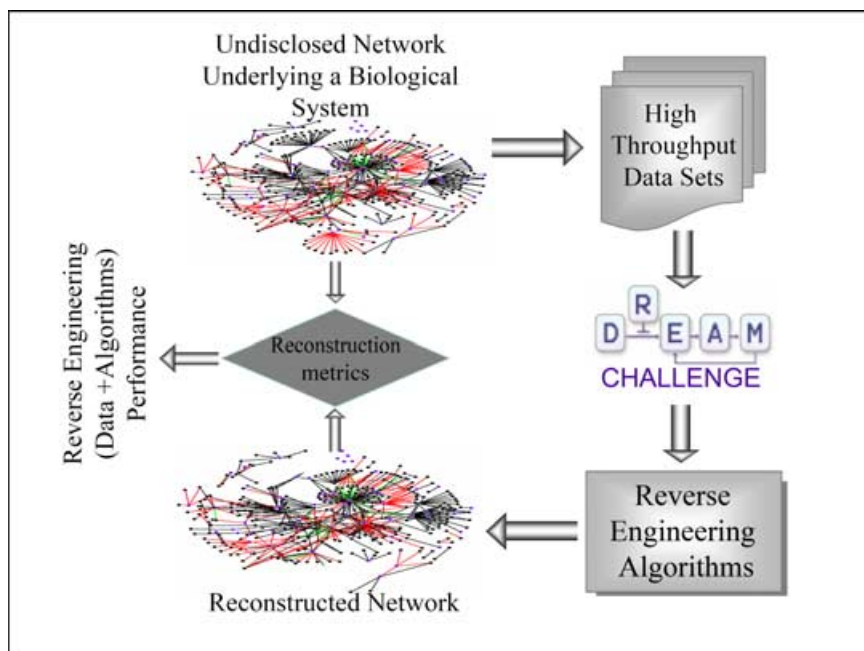 Undisclosed Network
Underlying a Biological
System
High
Throughput
Data Sets
R
D E A M
CHALLENGE
Reverse
Engineering
Algorithms
Reconstructed Network
Reconstruction
metrics
Reverse Engineering
(Data +Algorithms)
Performance